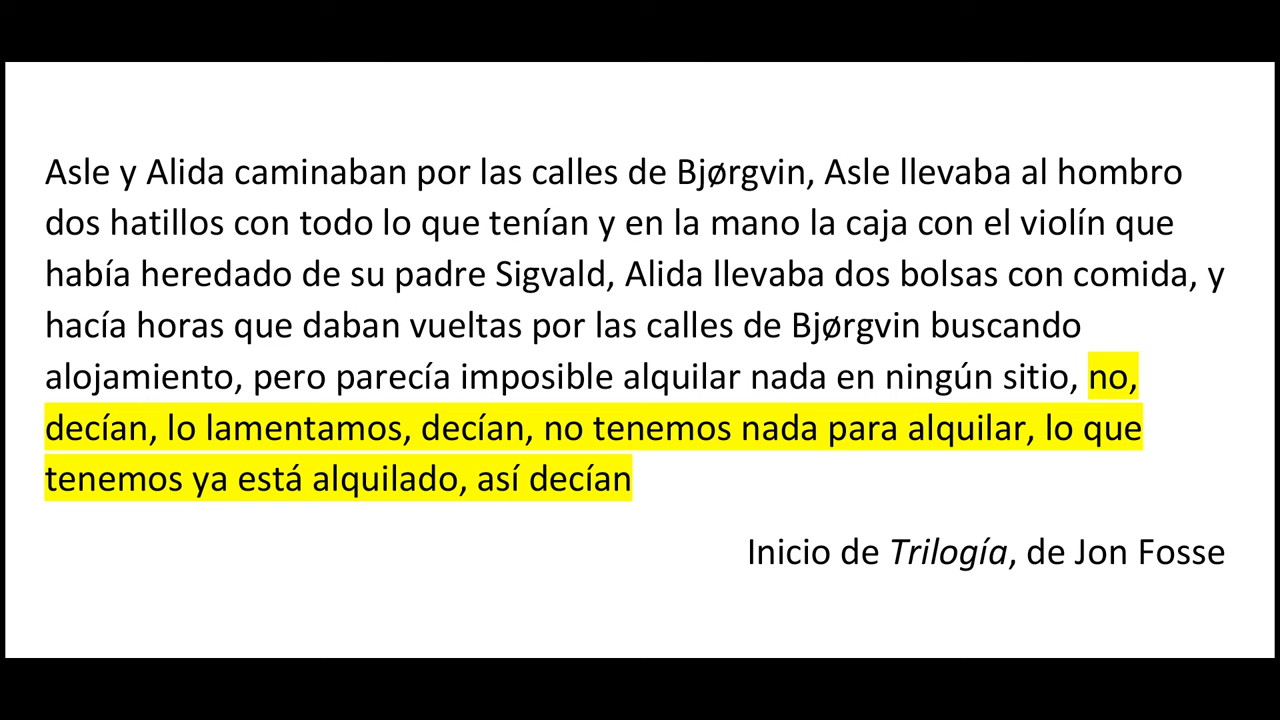 Asle y Alida caminaban por las calles de Bjørgvin, Asle llevaba al hombro
dos hatillos con todo lo que tenían y en la mano la caja con el violín que
había heredado de su padre Sigvald, Alida llevaba dos bolsas con comida, y
hacía horas que daban vueltas por las calles de Bjørgvin buscando
alojamiento, pero parecía imposible alquilar nada en ningún sitio, no,
decían, lo lamentamos, decían, no tenemos nada para alquilar, lo que
tenemos ya está alquilado, así decían
Inicio de Trilogía, de Jon Fosse